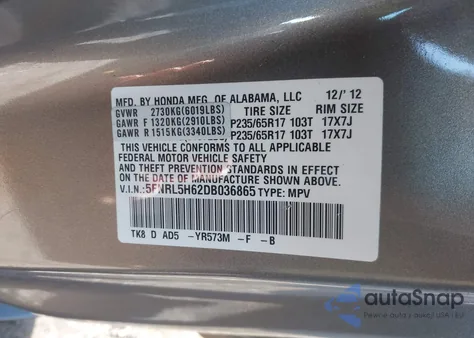 MFD. BY HONDA MFG. OF ALABAMA, LLC 12/'12
GVWR 2730KG(6019LBS) TIRE SIZE RIM SIZE
GAWR F 1320KG(2910LBS) P235/65R17 103T 17X7J
GAWR R 1515KG(3340LBS) P235/65R17 103T 17X7J
THIS VEHICLE CONFORMS TO ALL APPLICABLE
FEDERAL MOTOR VEHICLE SAFETY, BUMPER,
AND THEFT PREVENTION STANDARDS IN EFFECT
ON THE DATE OF MANUFACTURE SHOWN ABOVE.
V.I.N.: 5FNRL5H62DB036865 TYPE: MPV
TK8 D AD5 -YR573M -F -B
autoSnap